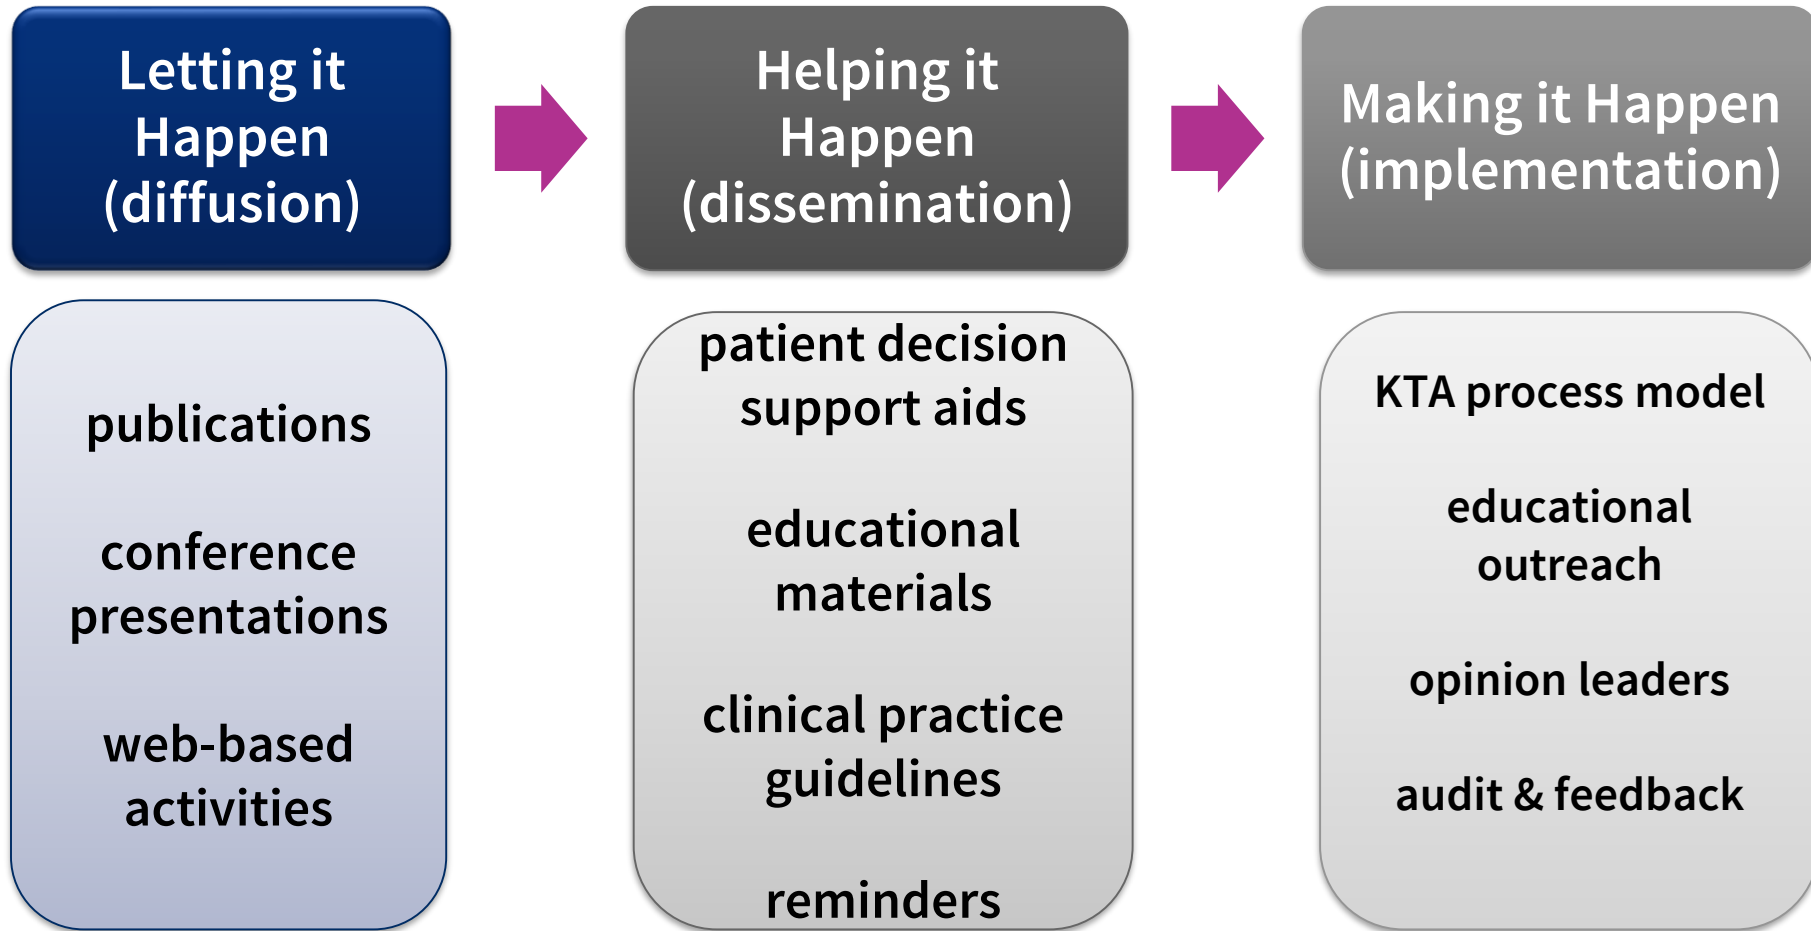 Letting it
Happen
(diffusion)
Helping it
Happen
(dissemination)
Making it Happen
(implementation)
publications
conference
presentations
web-based
activities
patient decision
support aids
educational
materials
clinical practice
guidelines
reminders
KTA process model
educational
outreach
opinion leaders
audit & feedback